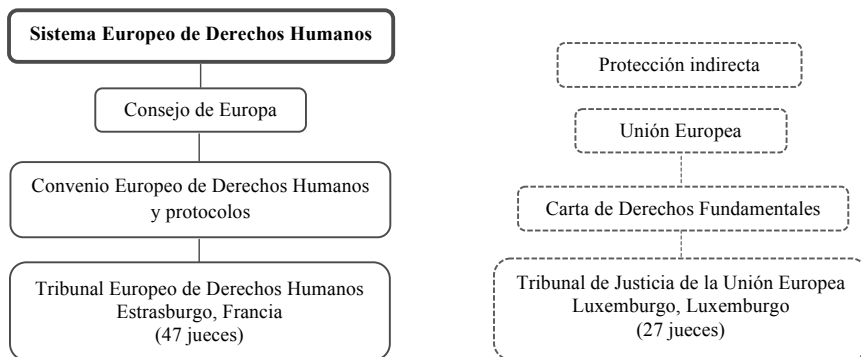 Sistema Europeo de Derechos Humanos
Consejo de Europa
Convenio Europeo de Derechos Humanos
y protocolos
Tribunal Europeo de Derechos Humanos
Estrasburgo, Francia
(47 jueces)
Protección indirecta
Unión Europea
Carta de Derechos Fundamentales
Tribunal de Justicia de la Unión Europea
Luxemburgo, Luxemburgo
(27 jueces)